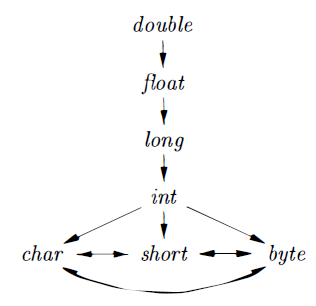 double
float
long
int
char short byte